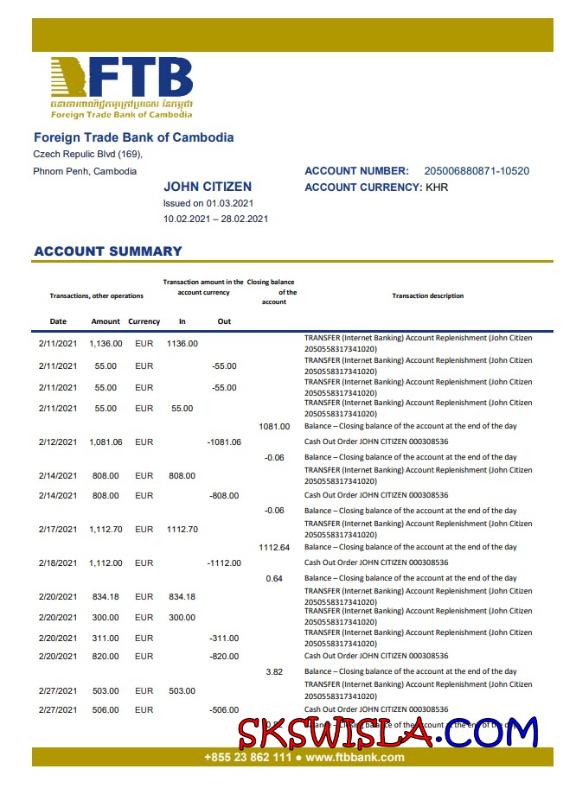 FTB
ធនាគារពាណិជ្ជកម្មក្រៅប្រទេស នៃកម្ពុជា
Foreign Trade Bank of Cambodia
Foreign Trade Bank of Cambodia
Czech Repulic Blvd (169),
Phnom Penh, Cambodia
ACCOUNT NUMBER: 205006880871-10520
JOHN CITIZEN
ACCOUNT CURRENCY: KHR
Issued on 01.03.2021
10.02.2021 – 28.02.2021
ACCOUNT SUMMARY
Transactions, other operations
Transaction amount in the account currency
Closing balance of the account
Transaction description
Date Amount Currency In Out
2/11/2021 1,136.00 EUR 1136.00 TRANSFER (Internet Banking) Account Replenishment (John Citizen
2050558317341020)
2/11/2021 55.00 EUR -55.00 TRANSFER (Internet Banking) Account Replenishment (John Citizen
2050558317341020)
2/11/2021 55.00 EUR -55.00 TRANSFER (Internet Banking) Account Replenishment (John Citizen
2050558317341020)
2/11/2021 55.00 EUR 55.00 TRANSFER (Internet Banking) Account Replenishment (John Citizen
2050558317341020)
1081.00 Balance – Closing balance of the account at the end of the day
2/12/2021 1,081.06 EUR -1081.06 Cash Out Order JOHN CITIZEN 000308536
-0.06 Balance – Closing balance of the account at the end of the day
2/14/2021 808.00 EUR 808.00 TRANSFER (Internet Banking) Account Replenishment (John Citizen
2050558317341020)
2/14/2021 808.00 EUR -808.00 Cash Out Order JOHN CITIZEN 000308536
-0.06 Balance – Closing balance of the account at the end of the day
2/17/2021 1,112.70 EUR 1112.70 TRANSFER (Internet Banking) Account Replenishment (John Citizen
2050558317341020)
1112.64 Balance – Closing balance of the account at the end of the day
2/18/2021 1,112.00 EUR -1112.00 Cash Out Order JOHN CITIZEN 000308536
0.64 Balance – Closing balance of the account at the end of the day
2/20/2021 834.18 EUR 834.18 TRANSFER (Internet Banking) Account Replenishment (John Citizen
2050558317341020)
2/20/2021 300.00 EUR 300.00 TRANSFER (Internet Banking) Account Replenishment (John Citizen
2050558317341020)
2/20/2021 311.00 EUR -311.00 TRANSFER (Internet Banking) Account Replenishment (John Citizen
2050558317341020)
2/20/2021 820.00 EUR -820.00 Cash Out Order JOHN CITIZEN 000308536
3.82 Balance – Closing balance of the account at the end of the day
2/27/2021 503.00 EUR 503.00 TRANSFER (Internet Banking) Account Replenishment (John Citizen
2050558317341020)
2/27/2021 506.00 EUR -506.00 Cash Out Order JOHN CITIZEN 000308536
Balance – Closing balance of the account at the end of the day
SKSWISLA.COM
+855 23 862 111 ● www.ftbbank.com